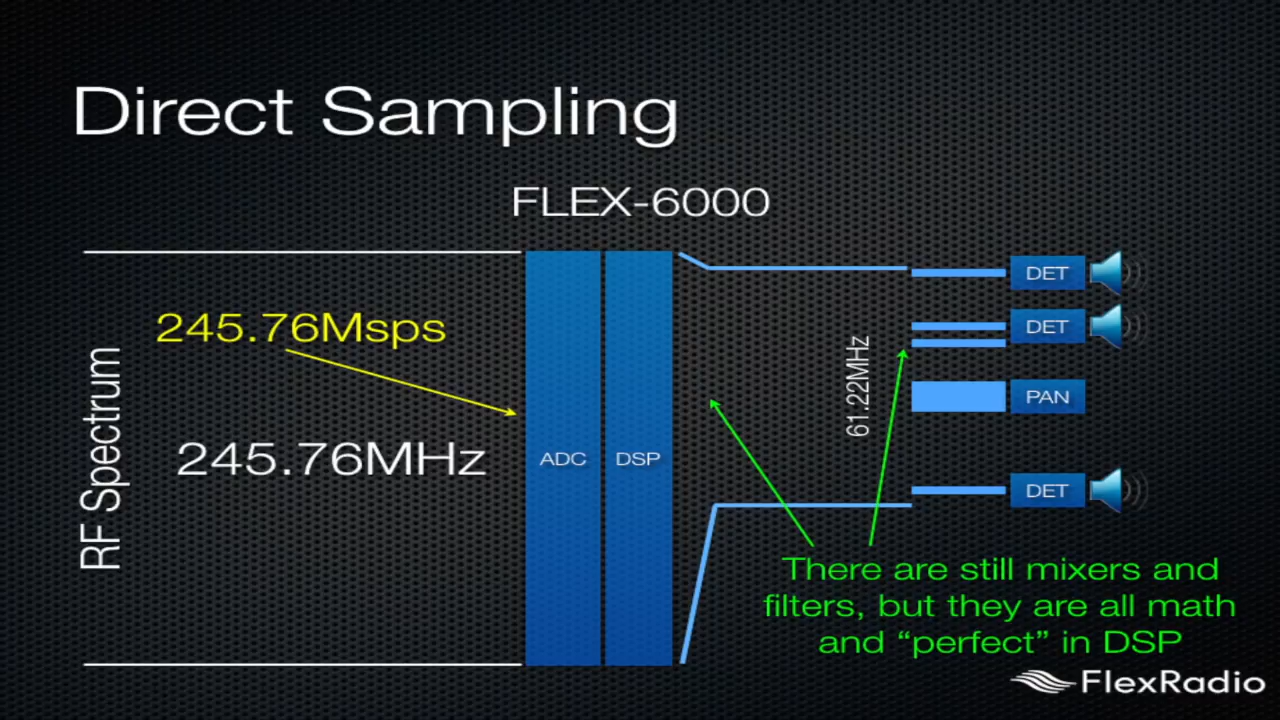 Direct Sampling
FLEX-6000
RF Spectrum
245.76Msps
245.76MHz
ADC
DSP
61.22MHz
DET
DET
PAN
DET
There are still mixers and
filters, but they are all math
and “perfect” in DSP
FlexRadio